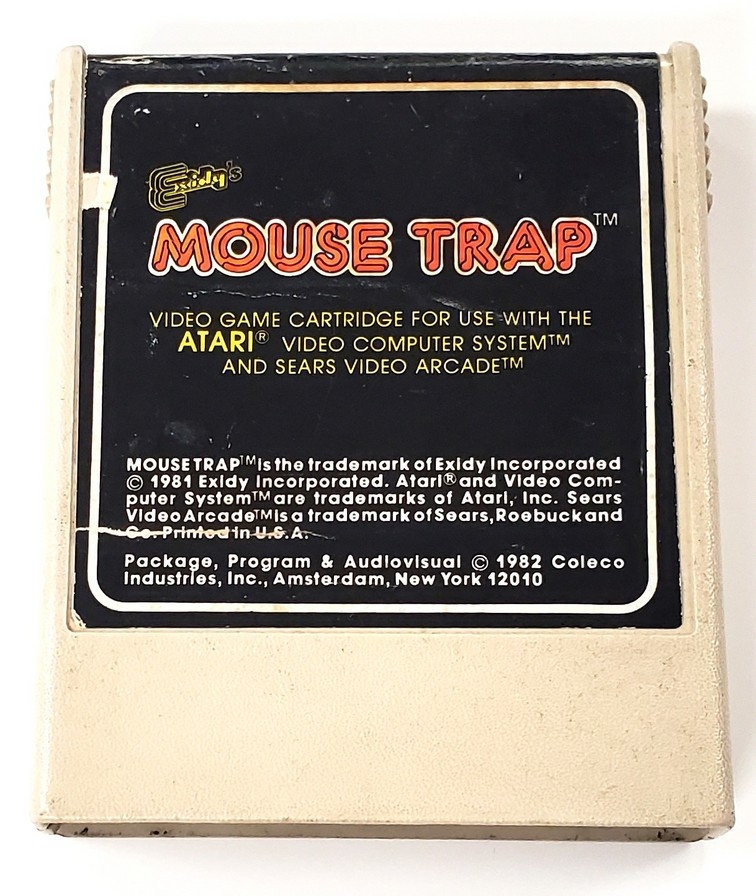 Exidy's
MOUSE TRAP™
VIDEO GAME CARTRIDGE FOR USE WITH THE
ATARI® VIDEO COMPUTER SYSTEM™
AND SEARS VIDEO ARCADE™
MOUSE TRAP™ is the trademark of Exidy Incorporated
© 1981 Exidy Incorporated. Atari® and Video Com-
puter System™ are trademarks of Atari, Inc. Sears
Video Arcade™ is a trademark of Sears, Roebuck and
Co. Printed in U.S.A.
Package, Program & Audiovisual © 1982 Coleco
Industries, Inc., Amsterdam, New York 12010